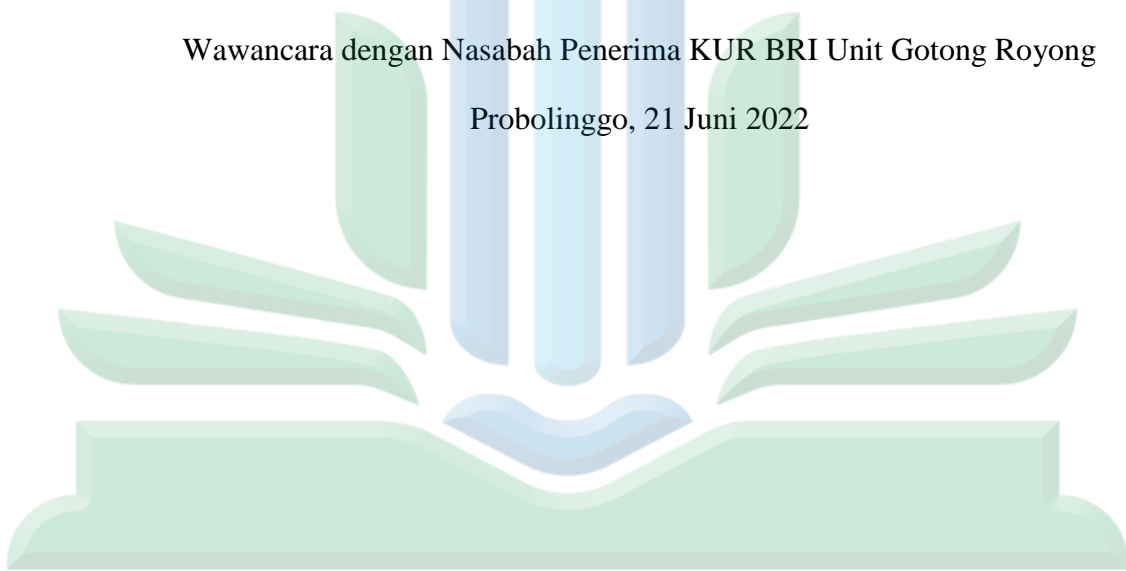 Wawancara dengan Nasabah Penerima KUR BRI Unit Gotong Royong
Probolinggo, 21 Juni 2022